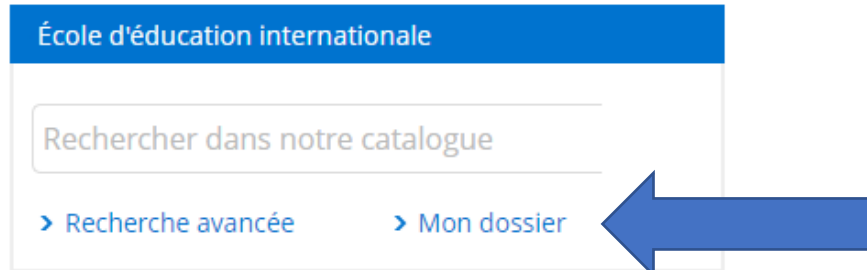 École d'éducation internationale
Rechercher dans notre catalogue
> Recherche avancée > Mon dossier